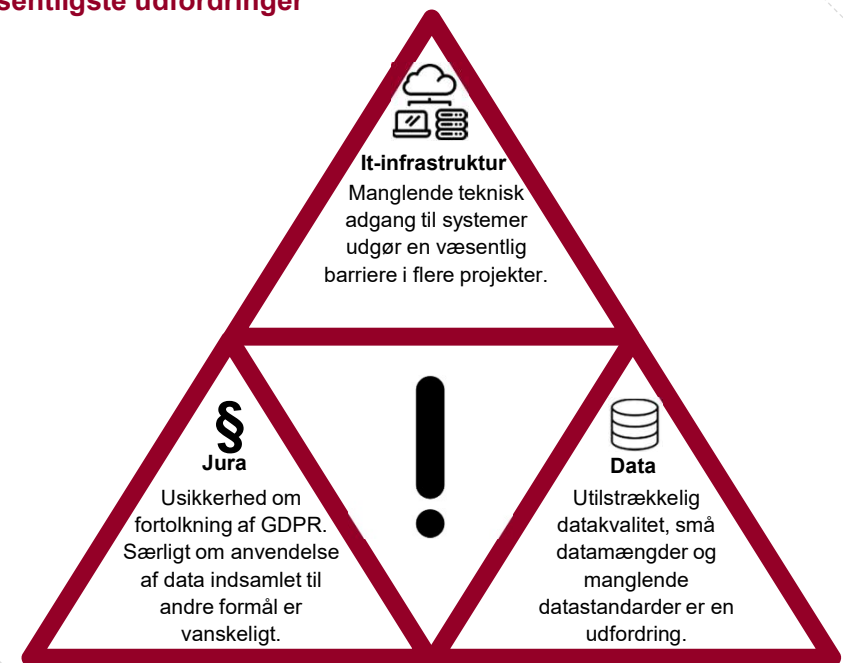 sentligste udfordringer
It-infrastruktur
Manglende teknisk
adgang til systemer
udgør en væsentlig
barriere i flere projekter.
§
Jura
Usikkerhed om
fortolkning af GDPR.
Særligt om anvendelse
af data indsamlet til
andre formål er
vanskeligt.
!
Data
Utilstrækkelig
datakvalitet, små
datamængder og
manglende
datastandarder er en
udfordring.